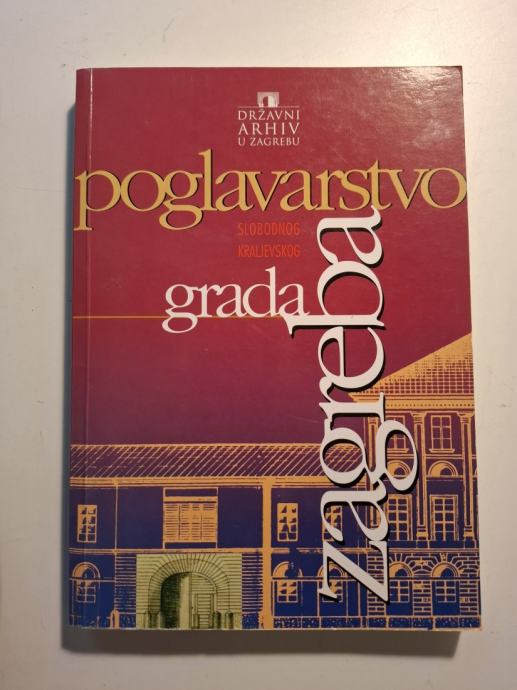 DRŽAVNI
ARHIV
U ZAGREBU
poglavarstvo
SLOBODNOG
KRALJEVSKOG
grada
zagreba